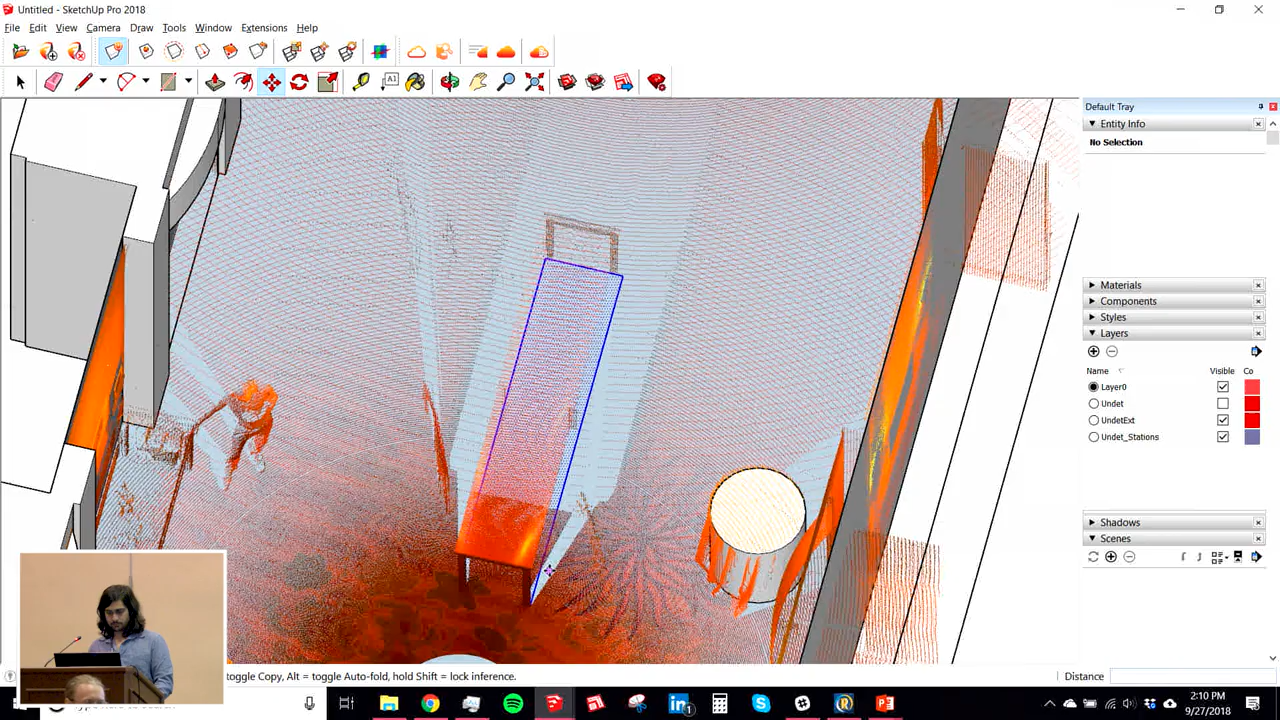 Untitled - SketchUp Pro 2018
File Edit View Camera Draw Tools Window Extensions Help
A1
Default Tray
Entity Info
No Selection
Materials
Components
Styles
Layers
Name Visible Co
Layer0
Undet
UndetExt
Undet_Stations
Shadows
Scenes
toggle Copy, Alt = toggle Auto-fold, hold Shift = lock inference.
Distance
2:10 PM
9/27/2018